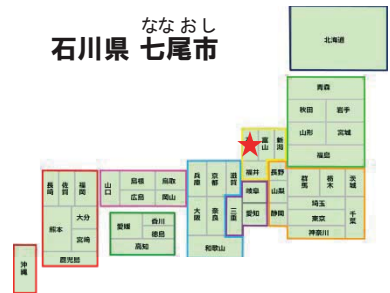 なな お し
石川県 七尾市
北海道
青森
秋田 岩手
山形 宮城
福島
富山 新潟
福井 長野
岐阜 山梨
愛知 静岡
群馬 栃木 茨城
埼玉
東京 千葉
神奈川
兵庫 京都 滋賀
大阪 奈良 三重
和歌山
山口 島根 鳥取
広島 岡山
愛媛 香川
徳島
高知
長崎 佐賀 福岡
熊本 大分
宮崎
鹿児島
沖縄